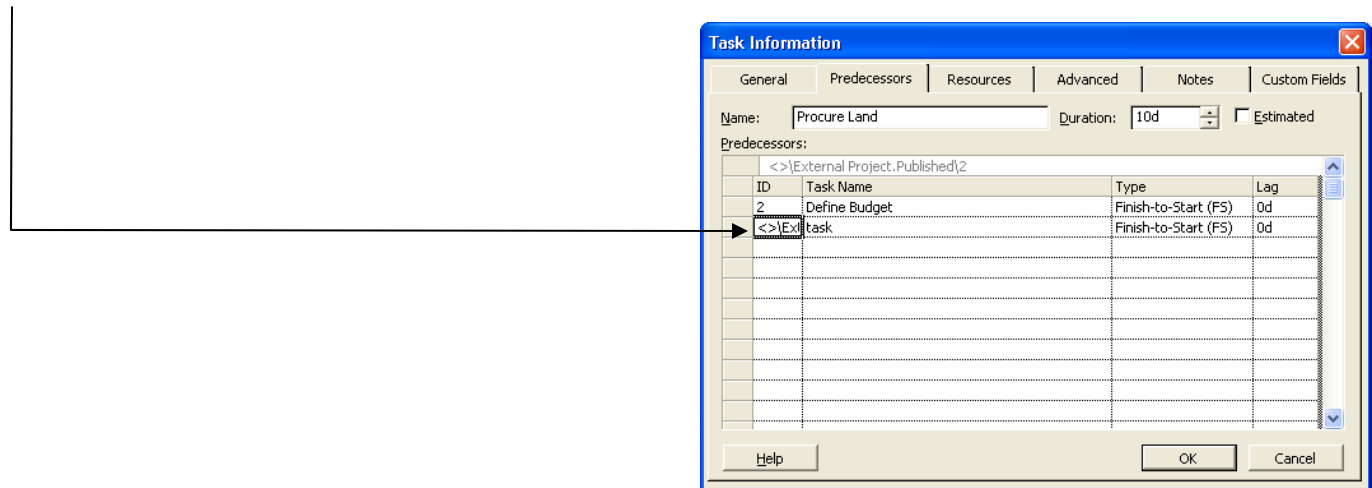 Task Information
General Predecessors Resources Advanced Notes Custom Fields
Name: Procure Land Duration: 10d Estimated
Predecessors:
<>\External Project.Published\2
ID Task Name Type Lag
2 Define Budget Finish-to-Start (FS) 0d
<>\Ex task Finish-to-Start (FS) 0d
Help OK Cancel